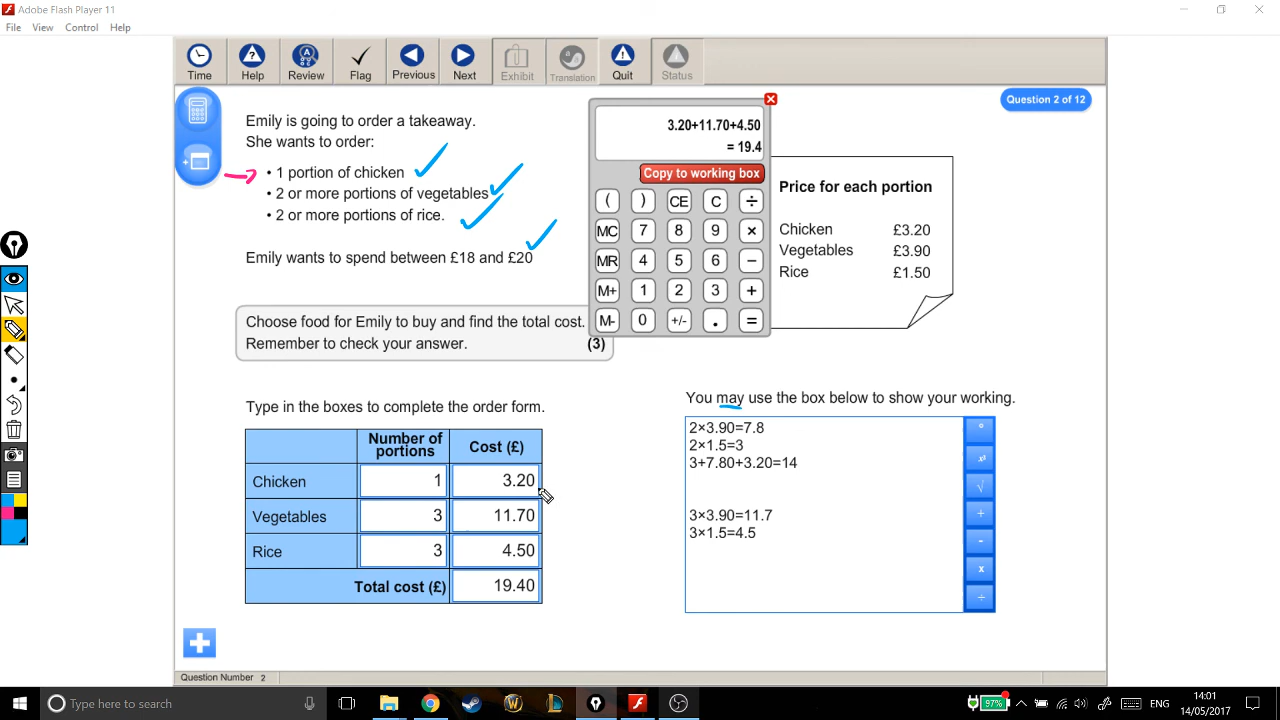 Adobe Flash Player 11
File View Control Help
Time Help Review Flag Previous Next Exhibit Translation Quit Status
Question 2 of 12
Emily is going to order a takeaway.
She wants to order:
• 1 portion of chicken
• 2 or more portions of vegetables
• 2 or more portions of rice.
Emily wants to spend between £18 and £20
3.20+11.70+4.50
= 19.4
Copy to working box
( ) CE C ÷
MC 7 8 9 ×
MR 4 5 6 −
M+ 1 2 3 +
M- 0 +/- . =
Price for each portion
Chicken £3.20
Vegetables £3.90
Rice £1.50
Choose food for Emily to buy and find the total cost.
Remember to check your answer. (3)
Type in the boxes to complete the order form.
Number of
portions
Cost (£)
Chicken 1 3.20
Vegetables 3 11.70
Rice 3 4.50
Total cost (£) 19.40
You may use the box below to show your working.
2×3.90=7.8
2×1.5=3
3+7.80+3.20=14
3×3.90=11.7
3×1.5=4.5
°
x³
√
+
-
x
÷
Question Number 2
Type here to search
97%
ENG
14:01
14/05/2017